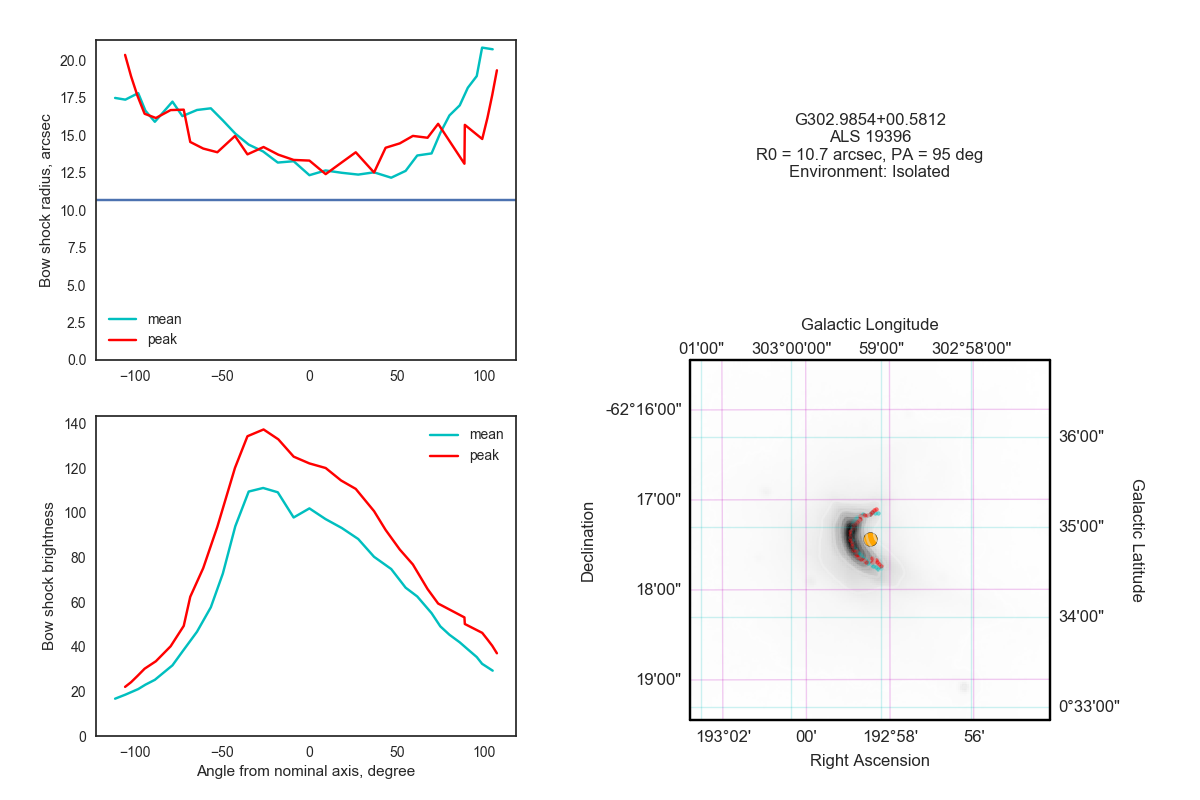 20.0
17.5
15.0
12.5
10.0
7.5
5.0
2.5
0.0
Bow shock radius, arcsec
mean
peak
−100 −50 0 50 100
G302.9854+00.5812
ALS 19396
R0 = 10.7 arcsec, PA = 95 deg
Environment: Isolated
140
120
100
80
60
40
20
0
Bow shock brightness
mean
peak
−100 −50 0 50 100
Angle from nominal axis, degree
Galactic Longitude
01'00" 303°00'00" 59'00" 302°58'00"
-62°16'00"
17'00"
18'00"
19'00"
Declination
36'00"
35'00"
34'00"
0°33'00"
Galactic Latitude
193°02' 00' 192°58' 56'
Right Ascension